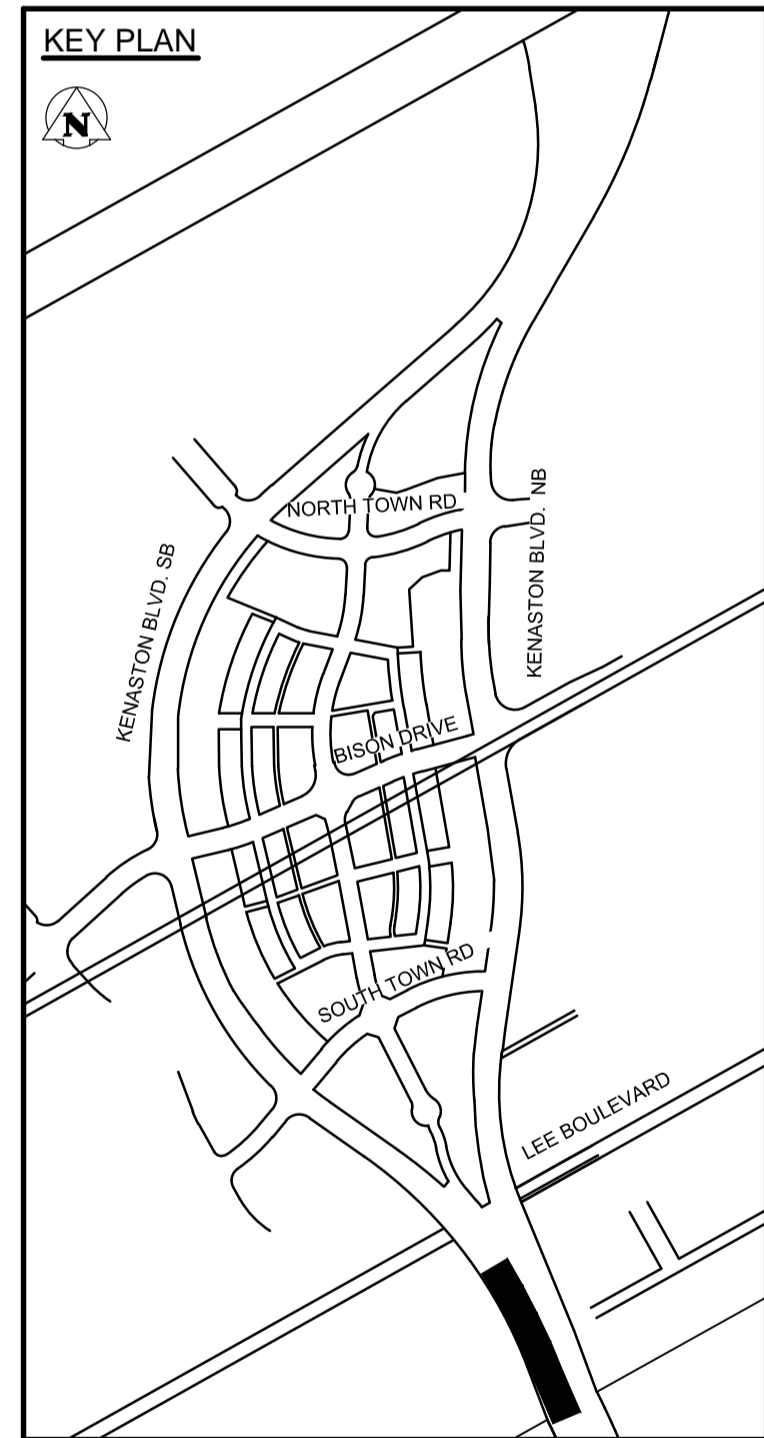 KEY PLAN
N
NORTH TOWN RD
KENASTON BLVD. NB
KENASTON BLVD. SB
BISON DRIVE
SOUTH TOWN RD
LEE BOULEVARD